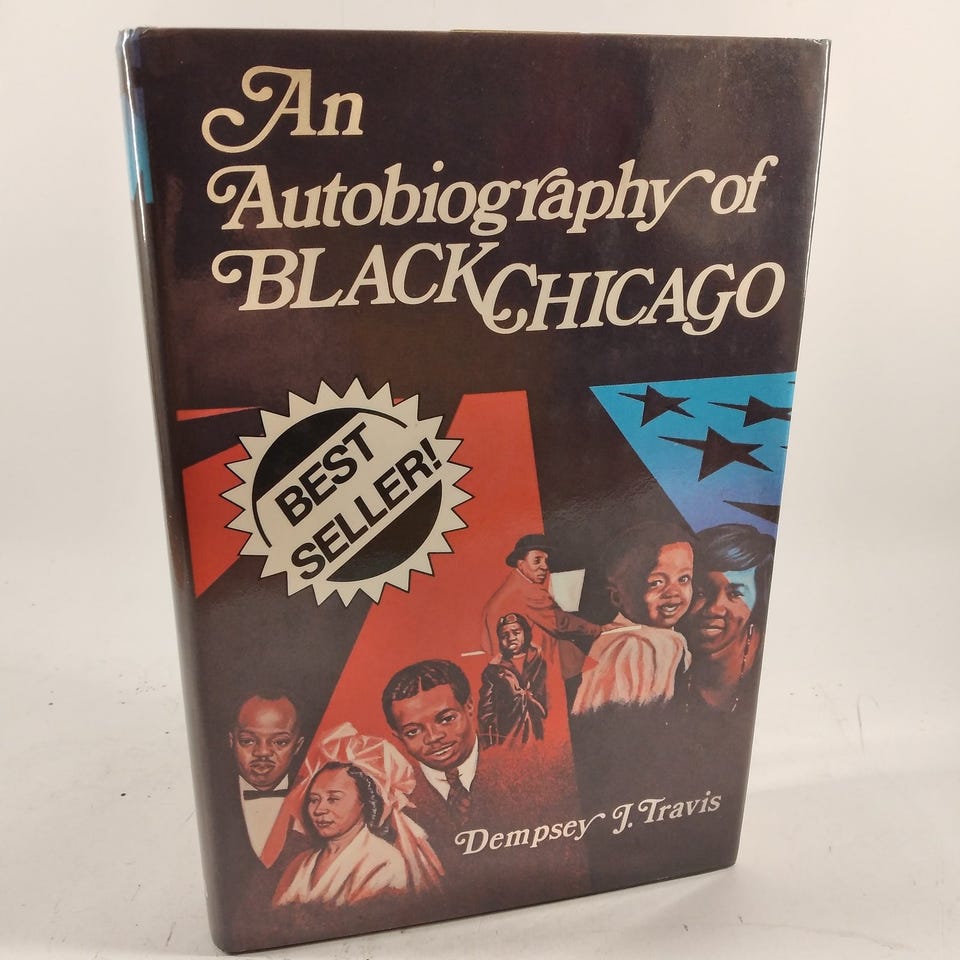 An
Autobiography of
BLACK CHICAGO
BEST
SELLER!
Dempsey J. Travis